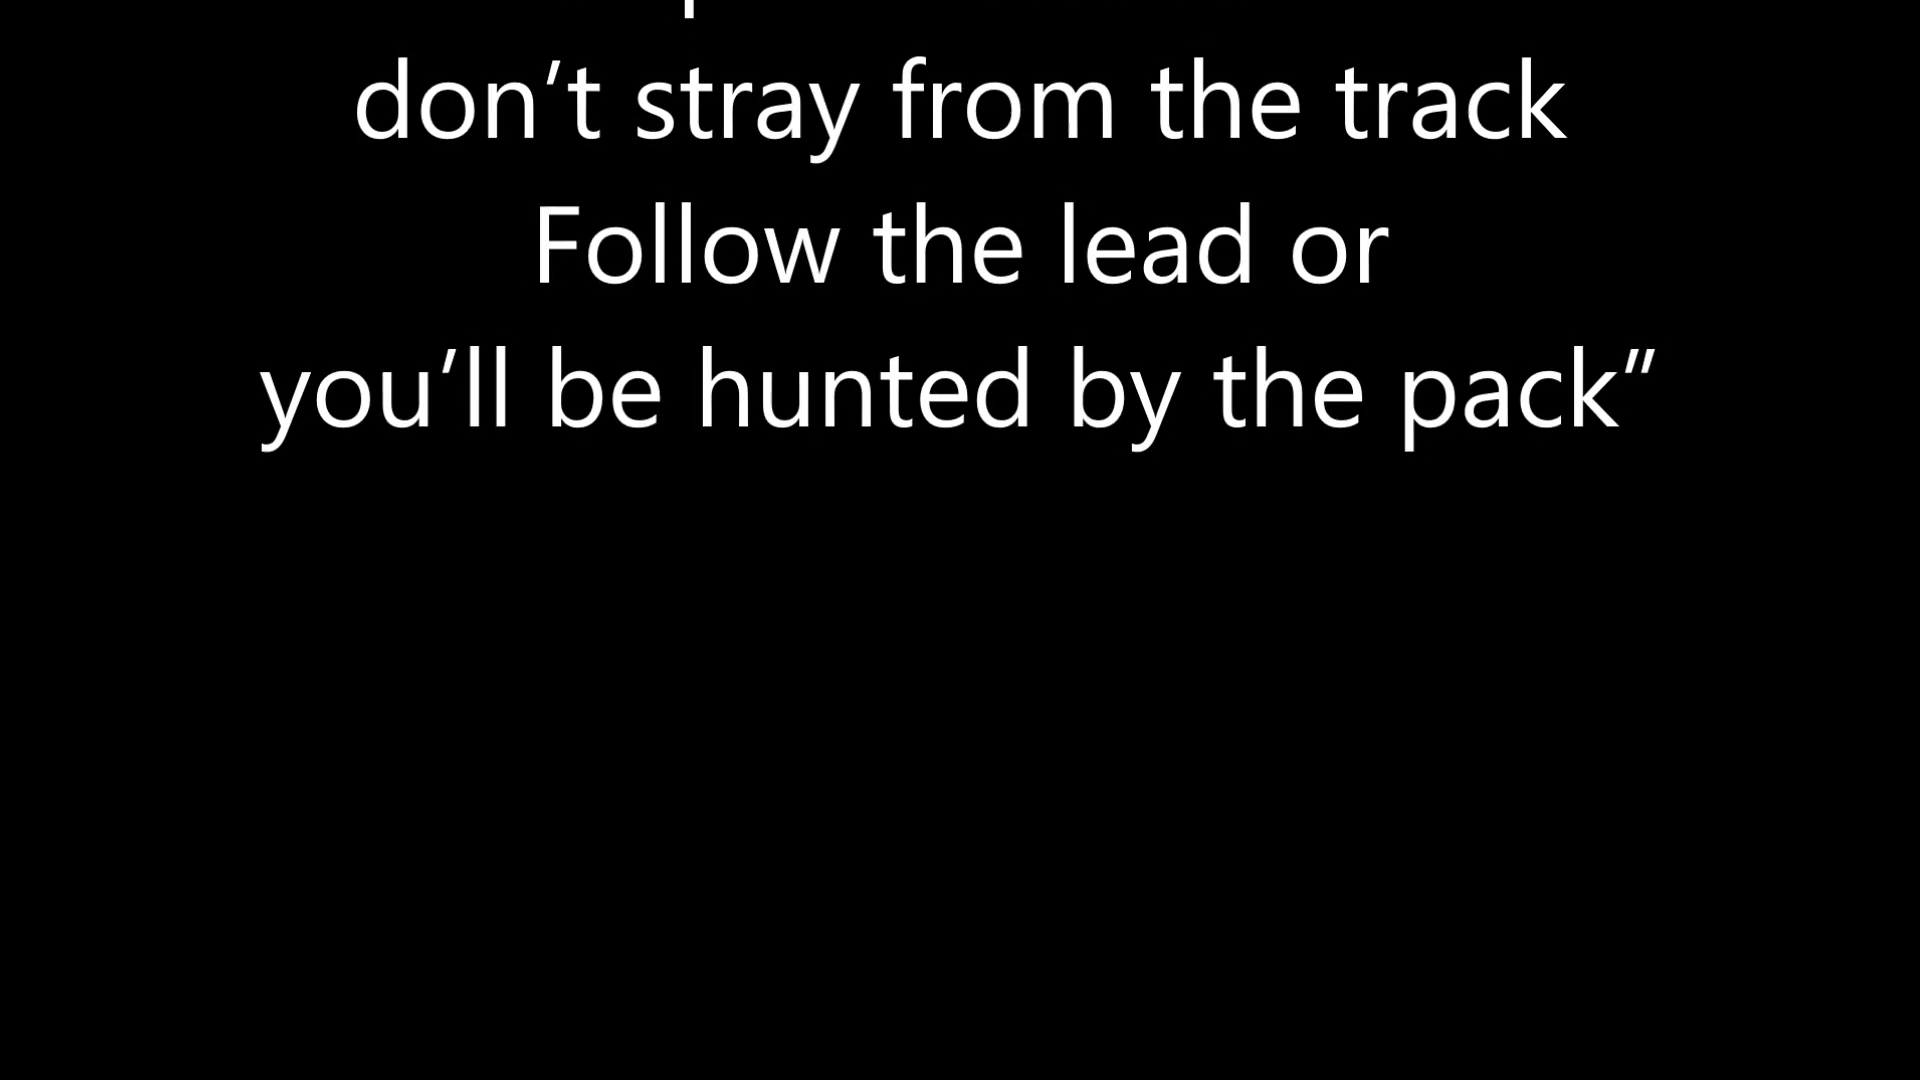 don’t stray from the track
Follow the lead or
you’ll be hunted by the pack”